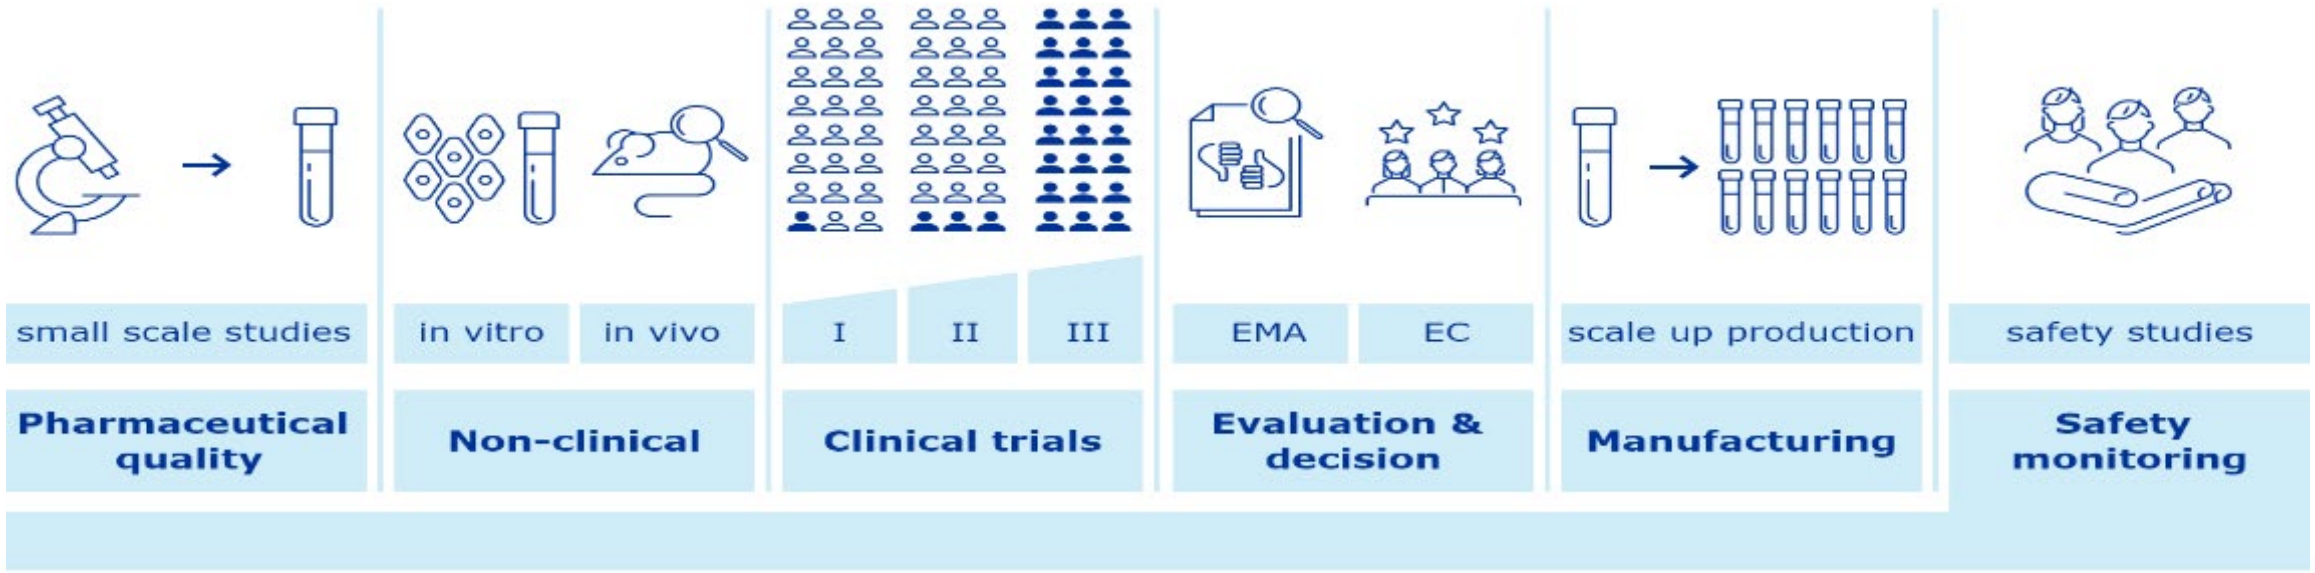 small scale studies
in vitro
in vivo
I
II
III
EMA
EC
scale up production
safety studies
Pharmaceutical
quality
Non-clinical
Clinical trials
Evaluation &
decision
Manufacturing
Safety
monitoring